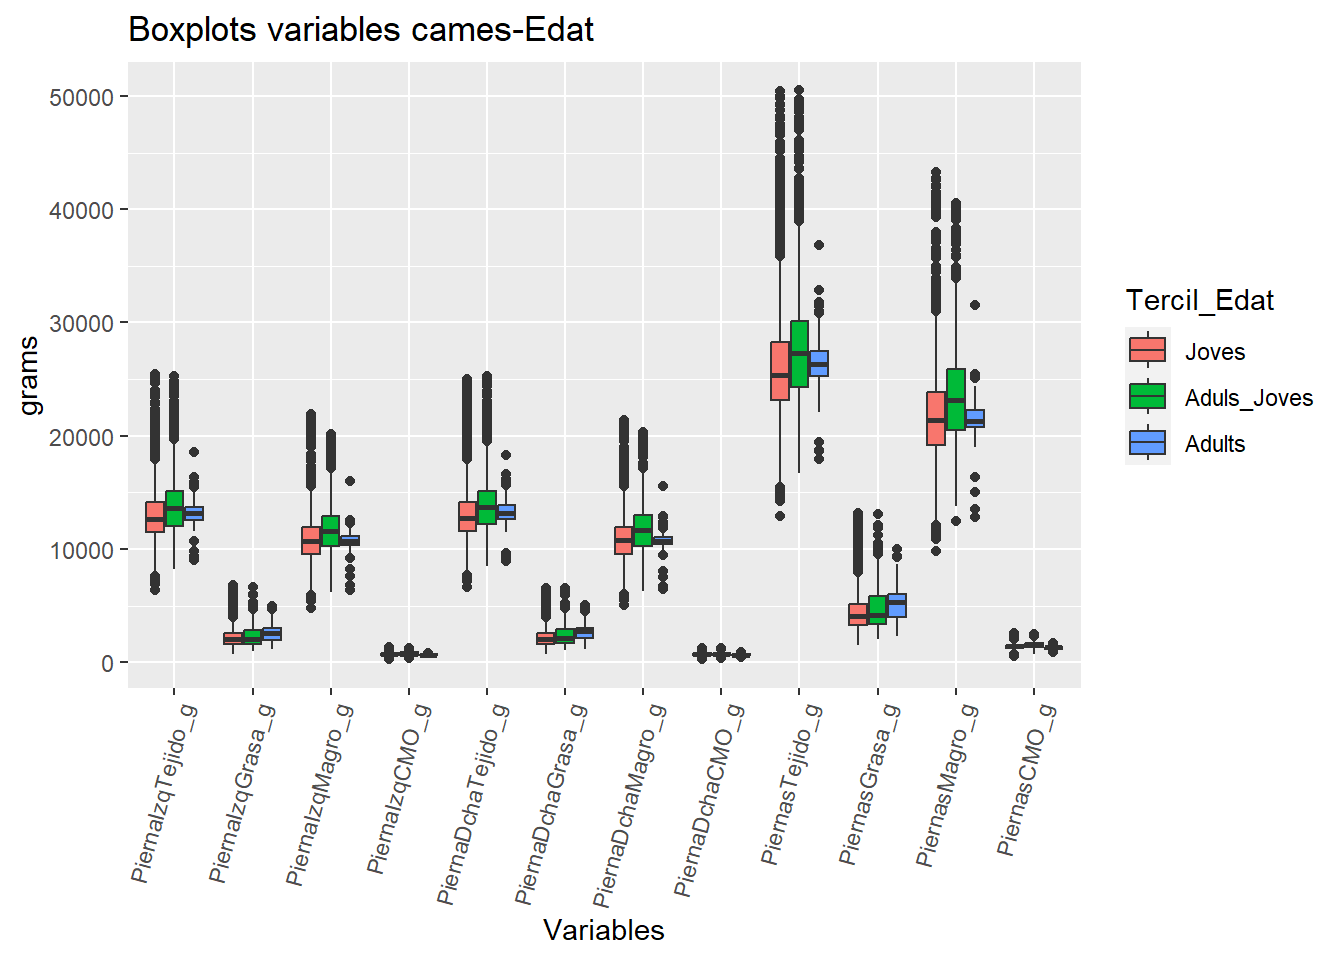 Boxplots variables cames-Edat
grams
50000
40000
30000
20000
10000
0
PiernaIzqTejido_g
PiernaIzqGrasa_g
PiernaIzqMagro_g
PiernaIzqCMO_g
PiernaDchaTejido_g
PiernaDchaGrasa_g
PiernaDchaMagro_g
PiernaDchaCMO_g
PiernasTejido_g
PiernasGrasa_g
PiernasMagro_g
PiernasCMO_g
Variables
Tercil_Edat
Joves
Aduls_Joves
Adults